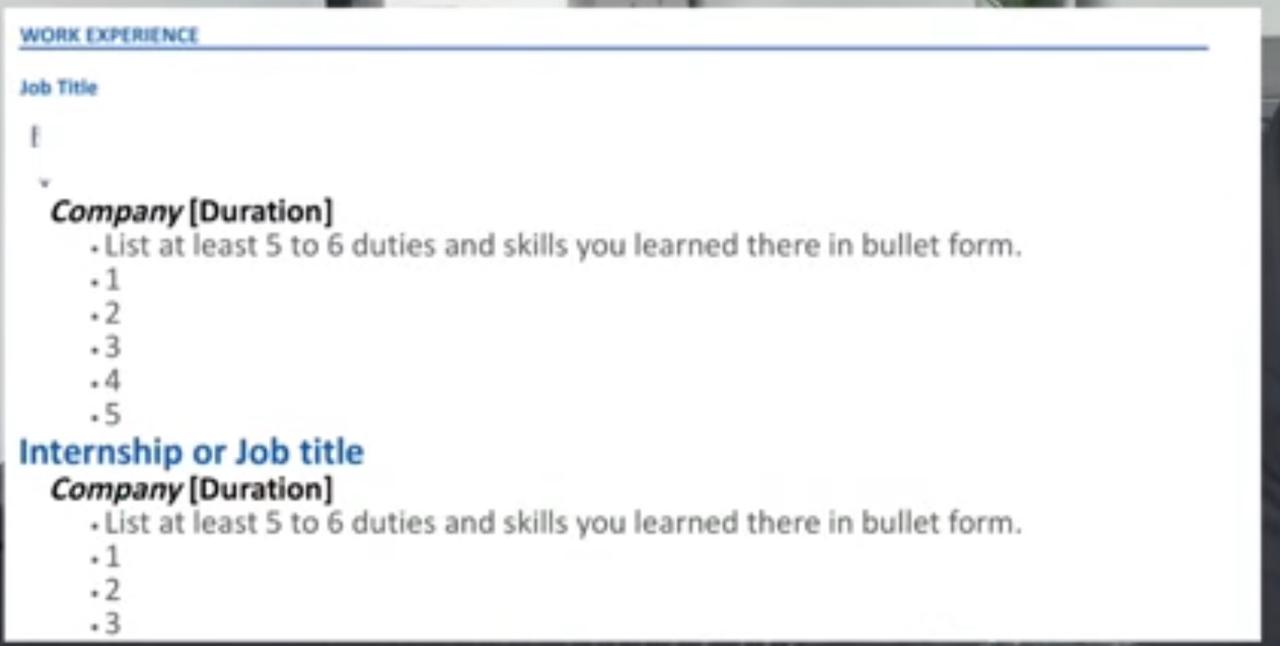 WORK EXPERIENCE
Job Title
Company [Duration]
• List at least 5 to 6 duties and skills you learned there in bullet form.
• 1
• 2
• 3
• 4
• 5
Internship or Job title
Company [Duration]
• List at least 5 to 6 duties and skills you learned there in bullet form.
• 1
• 2
• 3